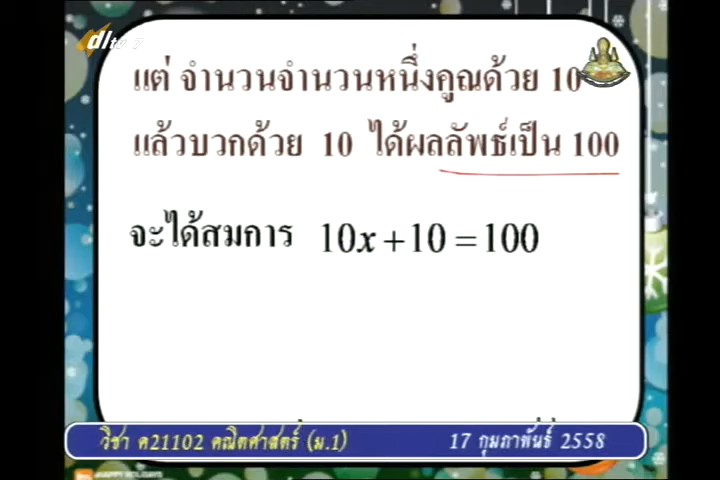 dltv 7
แต่ จำนวนจำนวนหนึ่งคูณด้วย 10
แล้วบวกด้วย 10 ได้ผลลัพธ์เป็น 100
จะได้สมการ 10x + 10 = 100
วิชา ค21102 คณิตศาสตร์ (ม.1) 17 กุมภาพันธ์ 2558
HAPPY HOLIDAYS